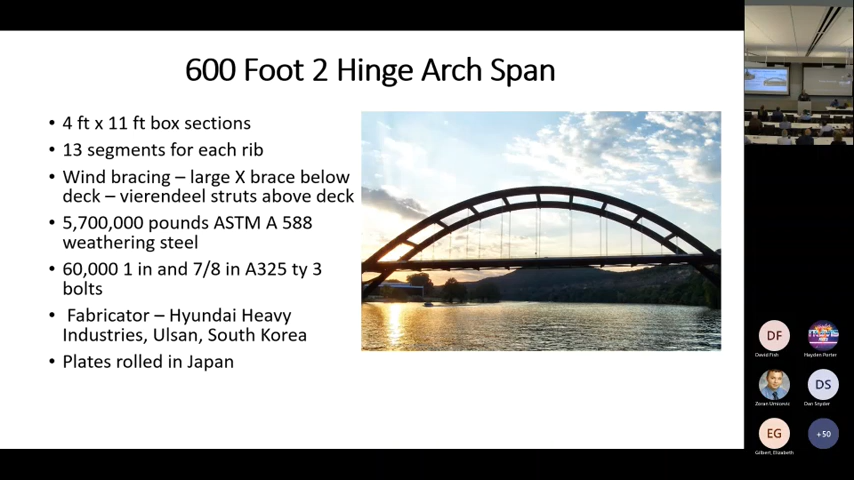 600 Foot 2 Hinge Arch Span
• 4 ft x 11 ft box sections
• 13 segments for each rib
• Wind bracing – large X brace below
deck – vierendeel struts above deck
• 5,700,000 pounds ASTM A 588
weathering steel
• 60,000 1 in and 7/8 in A325 ty 3
bolts
• Fabricator – Hyundai Heavy
Industries, Ulsan, South Korea
• Plates rolled in Japan
DF
David Fish
Hayden Porter
DS
Dan Snyder
EG
Gilbert, Elizabeth
+50